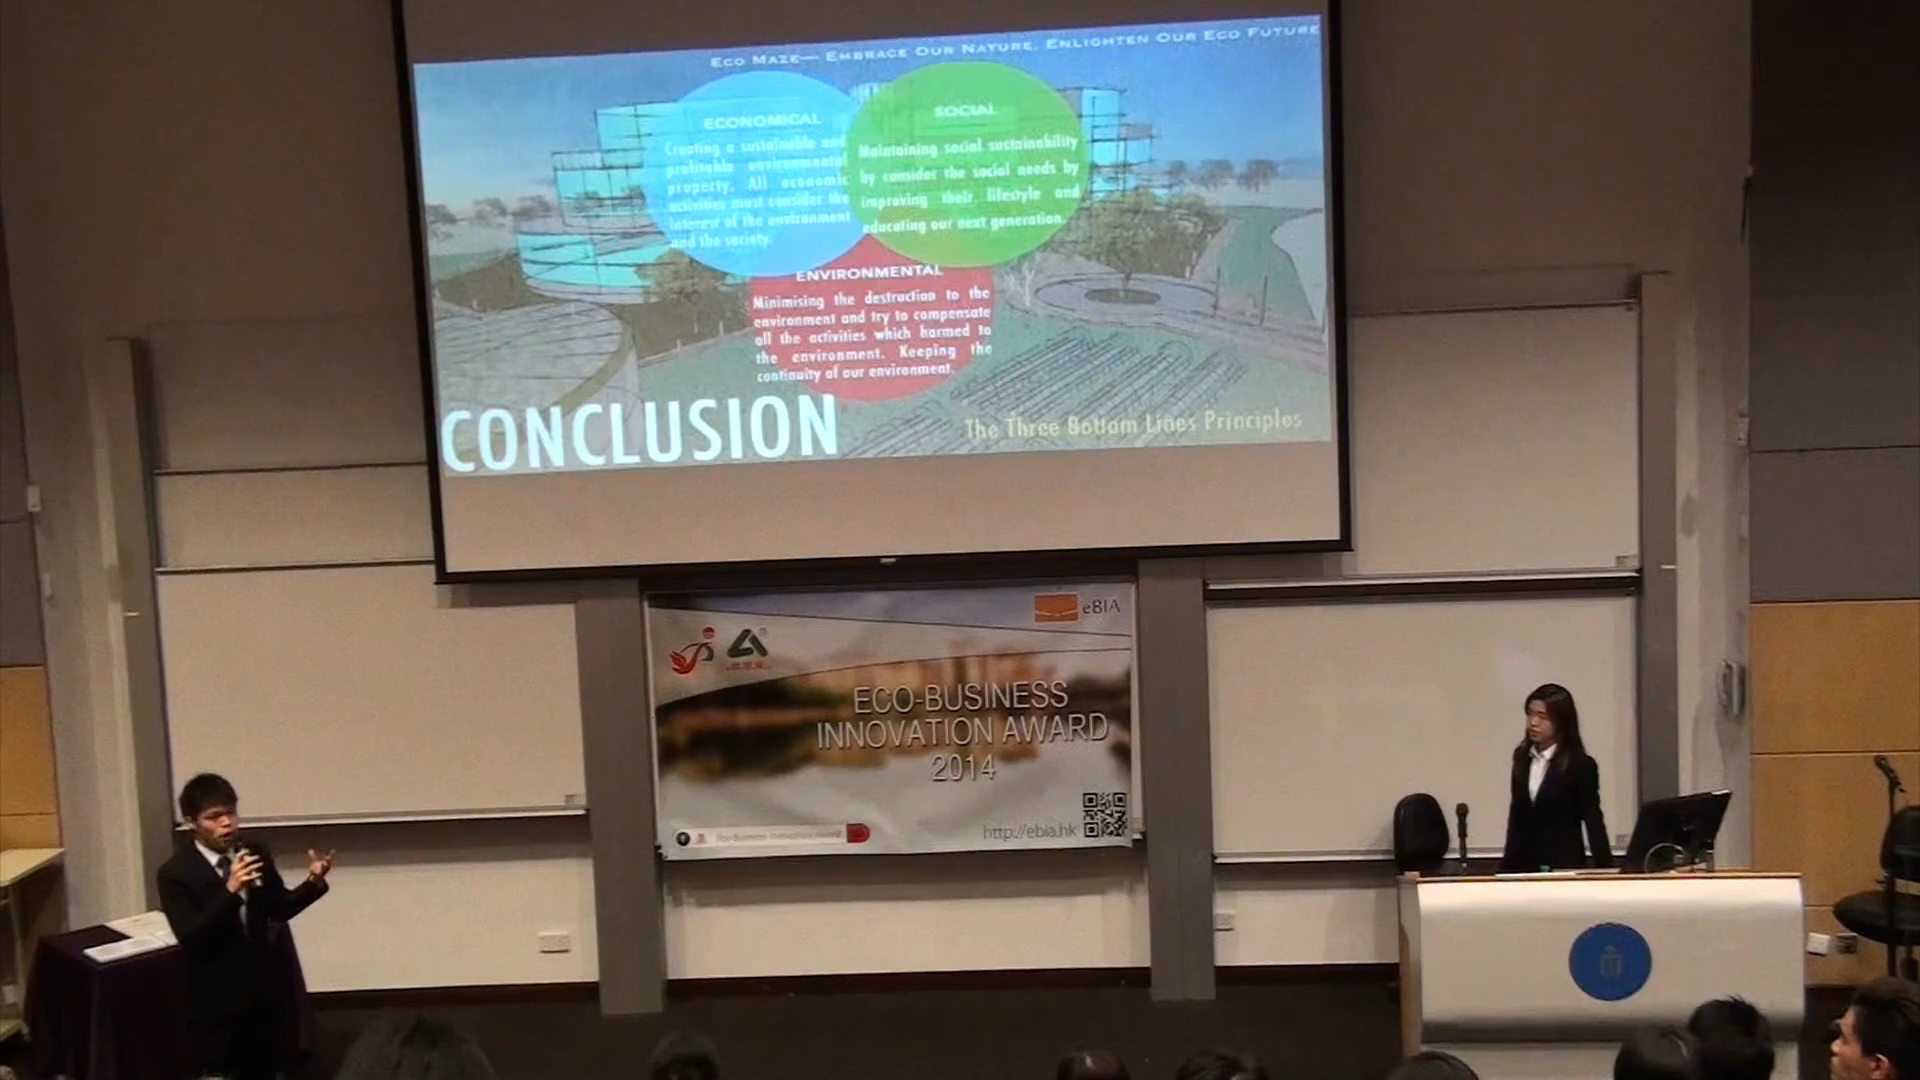 ECO MAZE— EMBRACE OUR NATURE, ENLIGHTEN OUR ECO FUTURE
ECONOMICAL
Creating a sustainable and
profitable environmental
property. All economic
activities must consider the
interest of the environment
and the society.
SOCIAL
Maintaining social sustainability
by consider the social needs by
improving their lifestyle and
educating our next generation.
ENVIRONMENTAL
Minimising the destruction to the
environment and try to compensate
all the activities which harmed to
the environment. Keeping the
continuity of our environment.
CONCLUSION
The Three Bottom Lines Principles
eBIA
ECO-BUSINESS
INNOVATION AWARD
2014
Eco-Business Innovation Award
http://ebia.hk